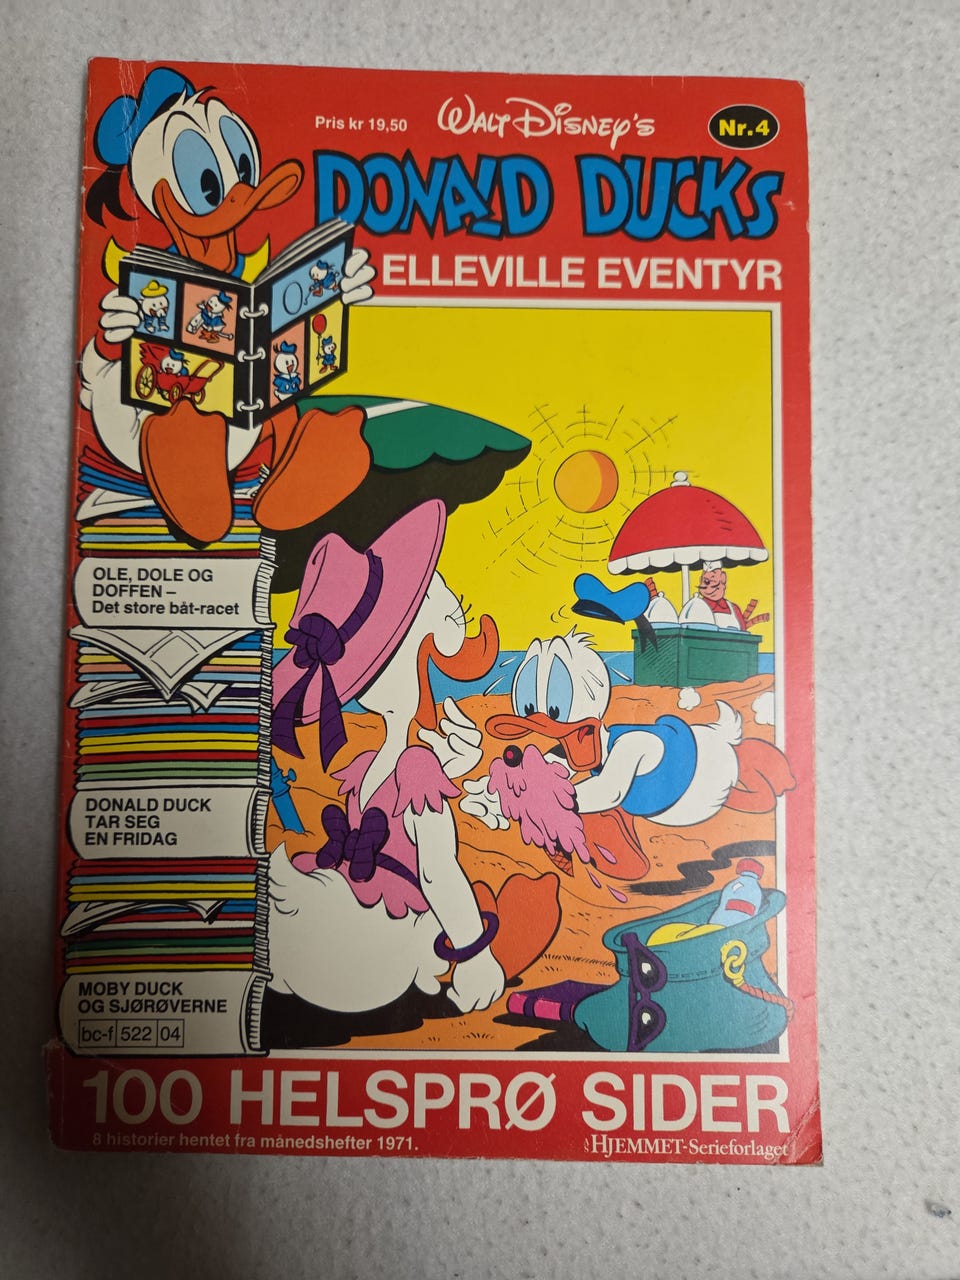 Pris kr 19,50
WALT DISNEY'S
Nr.4
DONALD DUCKS
ELLEVILLE EVENTYR
OLE, DOLE OG
DOFFEN –
Det store båt-racet
DONALD DUCK
TAR SEG
EN FRIDAG
MOBY DUCK
OG SJØRØVERNE
bc-f 522 04
100 HELSPRØ SIDER
8 historier hentet fra månedshefter 1971.
HJEMMET-Serieforlaget